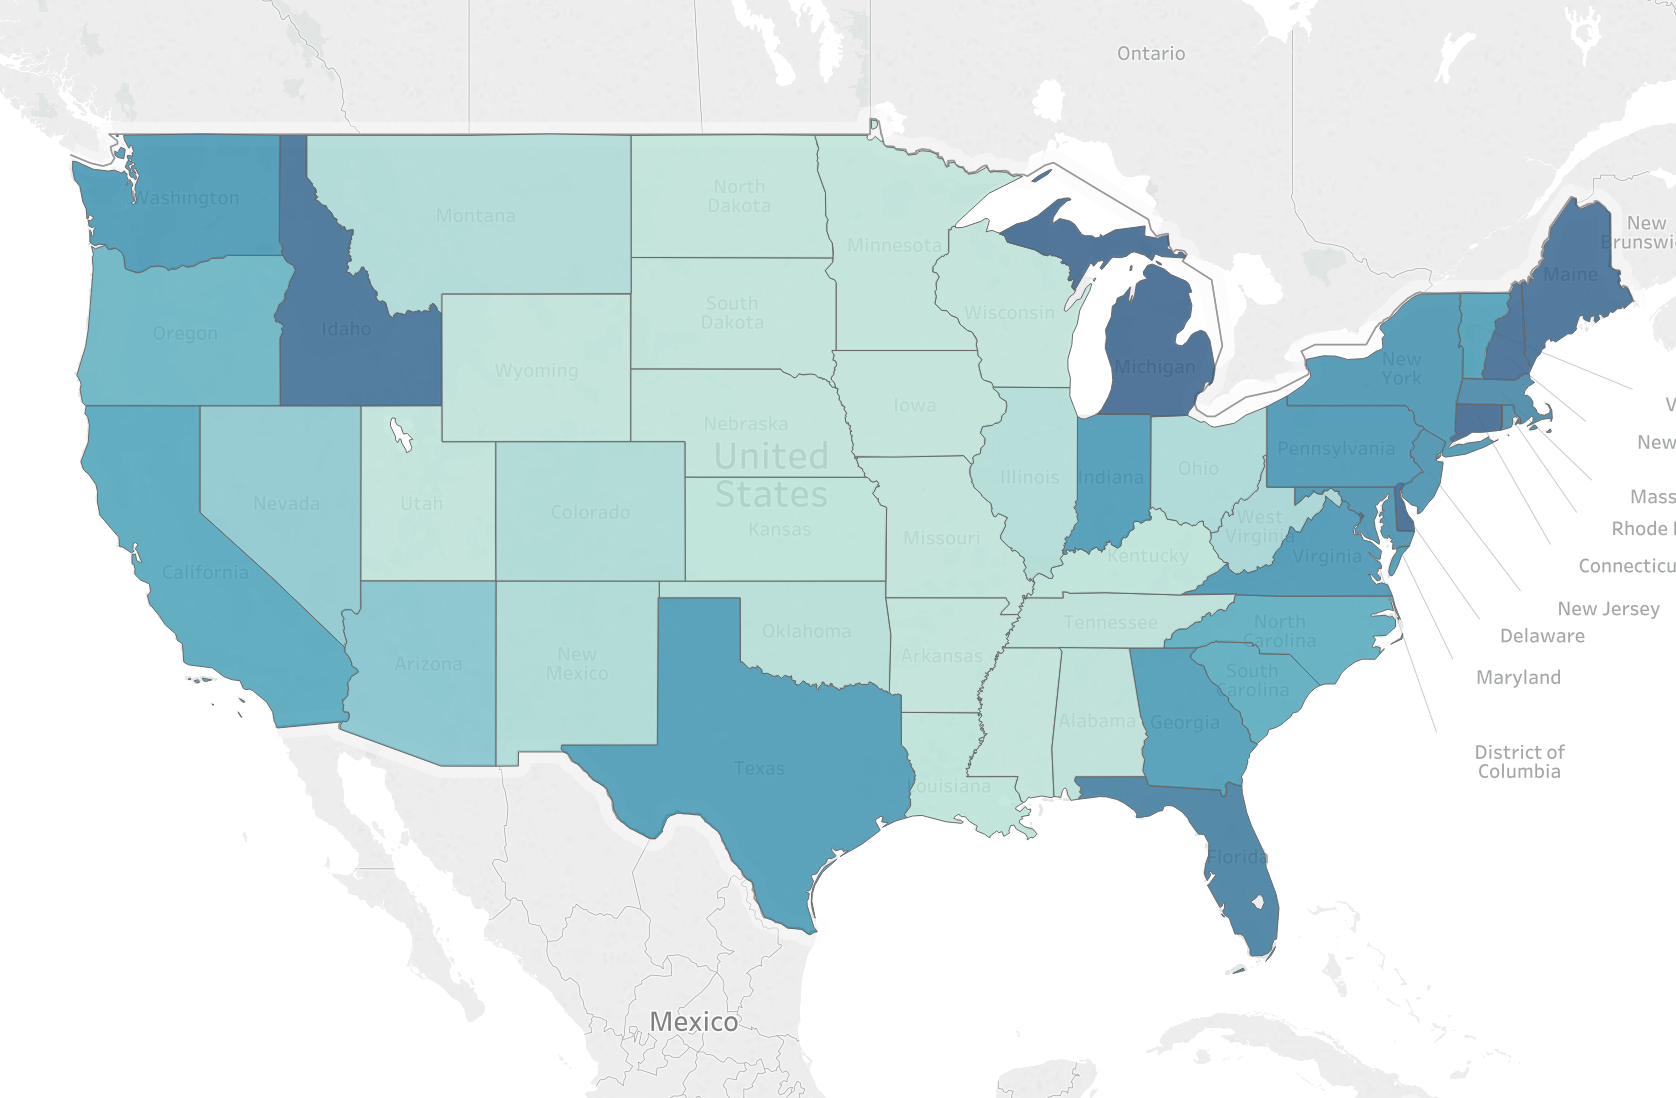 Ontario
New
Brunswi
Washington
North
Dakota
Montana
Minnesota
Maine
Oregon
Idaho
South
Dakota
Wisconsin
Wyoming
Michigan
New
York
Iowa
Nebraska
V
New
Pennsylvania
United
States
Ohio
Illinois
Indiana
Nevada
Utah
Colorado
Kansas
Missouri
West
Virginia
Kentucky
Virginia
Mass
Rhode I
Connecticu
California
New Jersey
Delaware
Maryland
Tennessee
North
Carolina
Oklahoma
Arkansas
Arizona
New
Mexico
South
Carolina
Alabama
Georgia
Texas
Louisiana
District of
Columbia
Florida
Mexico